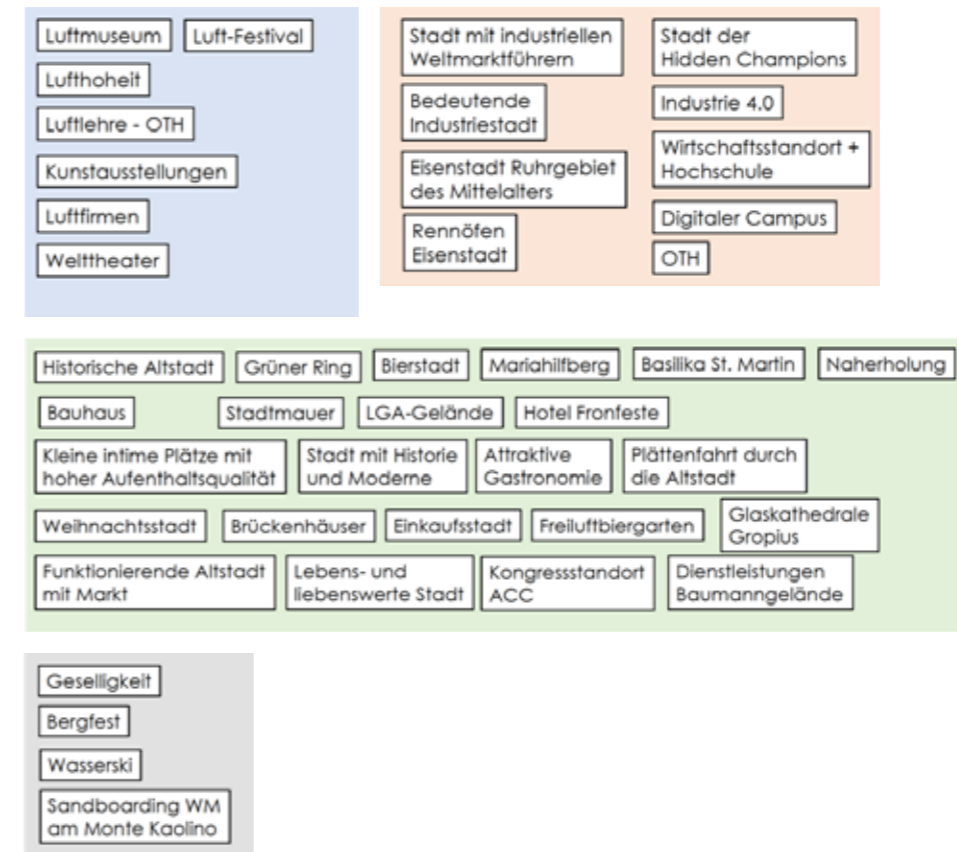 Luftmuseum
Luft-Festival
Lufthoheit
Luftlehre - OTH
Kunstausstellungen
Luftfirmen
Welttheater
Stadt mit industriellen
Weltmarktführern
Bedeutende
Industriestadt
Eisenstadt Ruhrgebiet
des Mittelalters
Rennöfen
Eisenstadt
Stadt der
Hidden Champions
Industrie 4.0
Wirtschaftsstandort +
Hochschule
Digitaler Campus
OTH
Historische Altstadt
Grüner Ring
Bierstadt
Mariahilfberg
Basilika St. Martin
Naherholung
Bauhaus
Stadtmauer
LGA-Gelände
Hotel Fronfeste
Kleine intime Plätze mit
hoher Aufenthaltsqualität
Stadt mit Historie
und Moderne
Attraktive
Gastronomie
Plättenfahrt durch
die Altstadt
Weihnachtsstadt
Brückenhäuser
Einkaufsstadt
Freiluftbiergarten
Glaskathedrale
Gropius
Funktionierende Altstadt
mit Markt
Lebens- und
liebenswerte Stadt
Kongressstandort
ACC
Dienstleistungen
Baumanngelände
Geselligkeit
Bergfest
Wasserski
Sandboarding WM
am Monte Kaolino